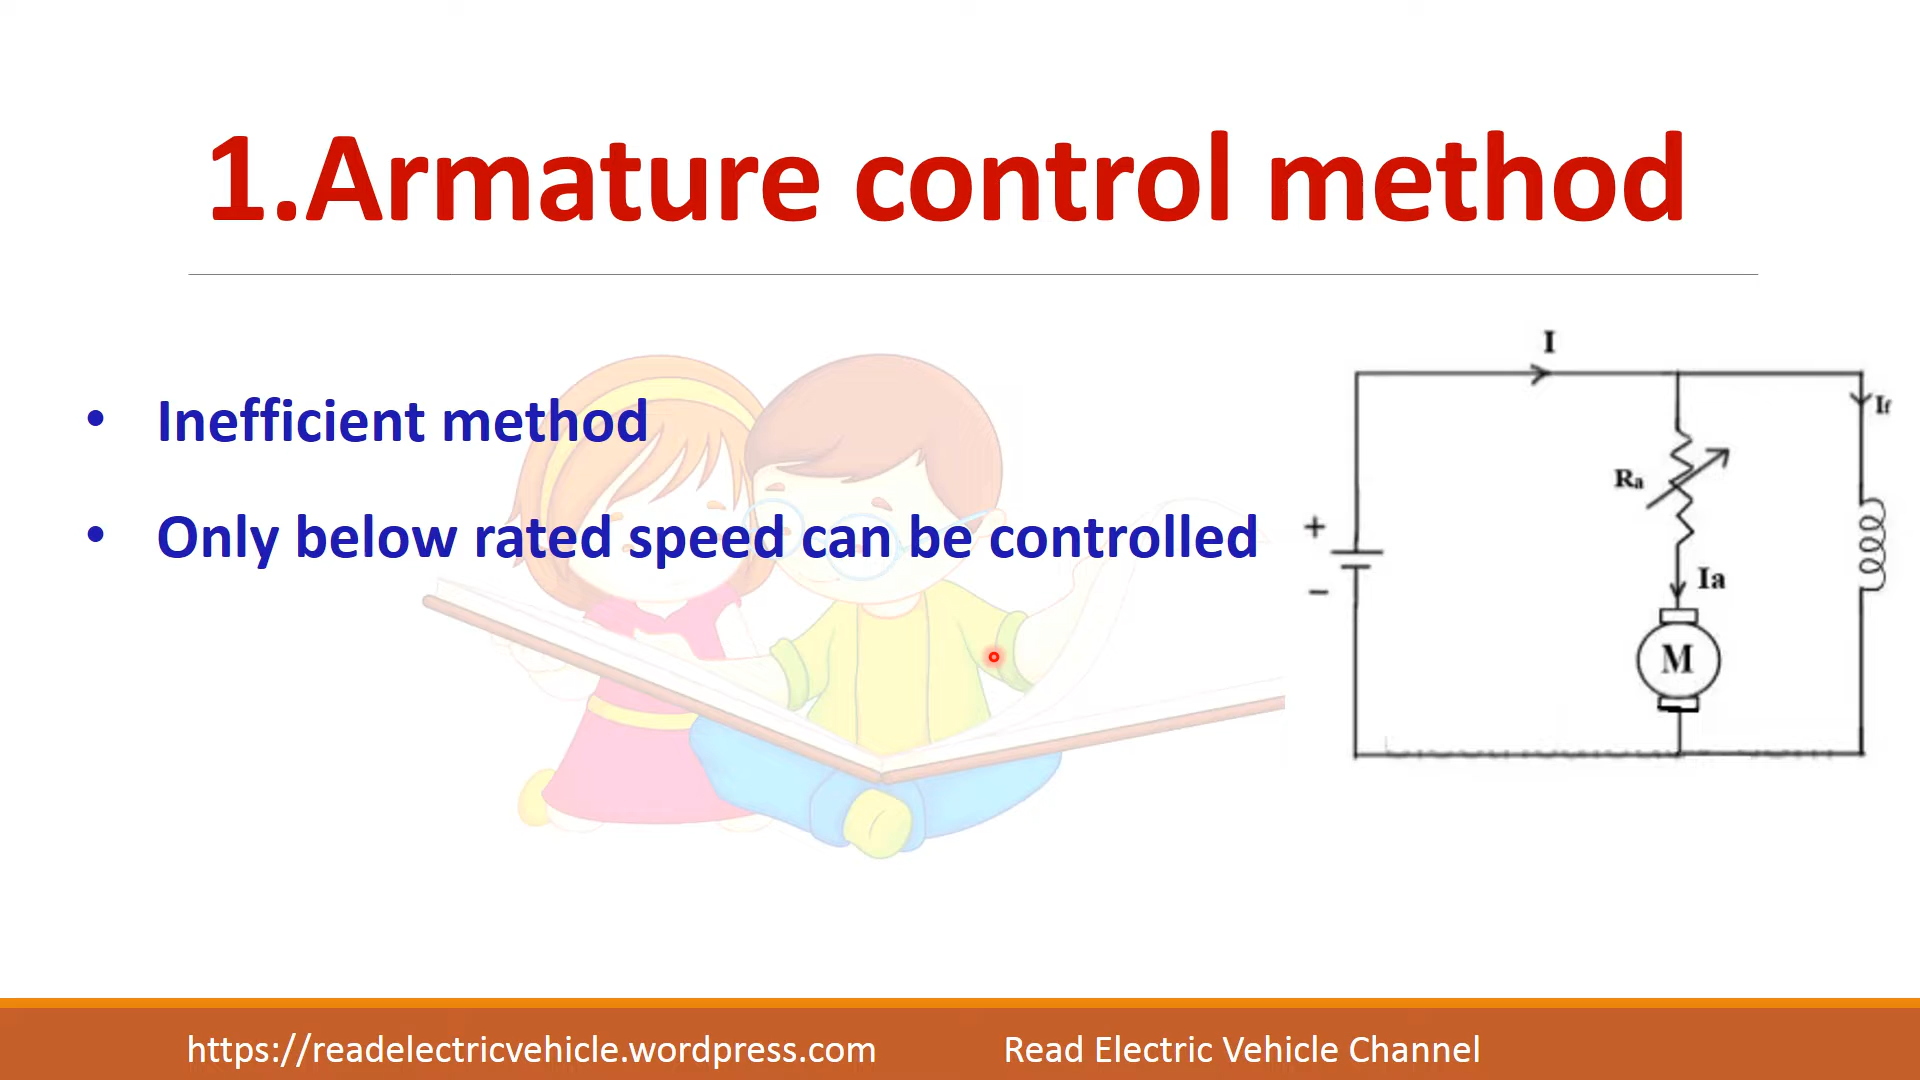 1.Armature control method
• Inefficient method
• Only below rated speed can be controlled
I
If
Ra
+
Ia
−
M
https://readelectricvehicle.wordpress.com
Read Electric Vehicle Channel